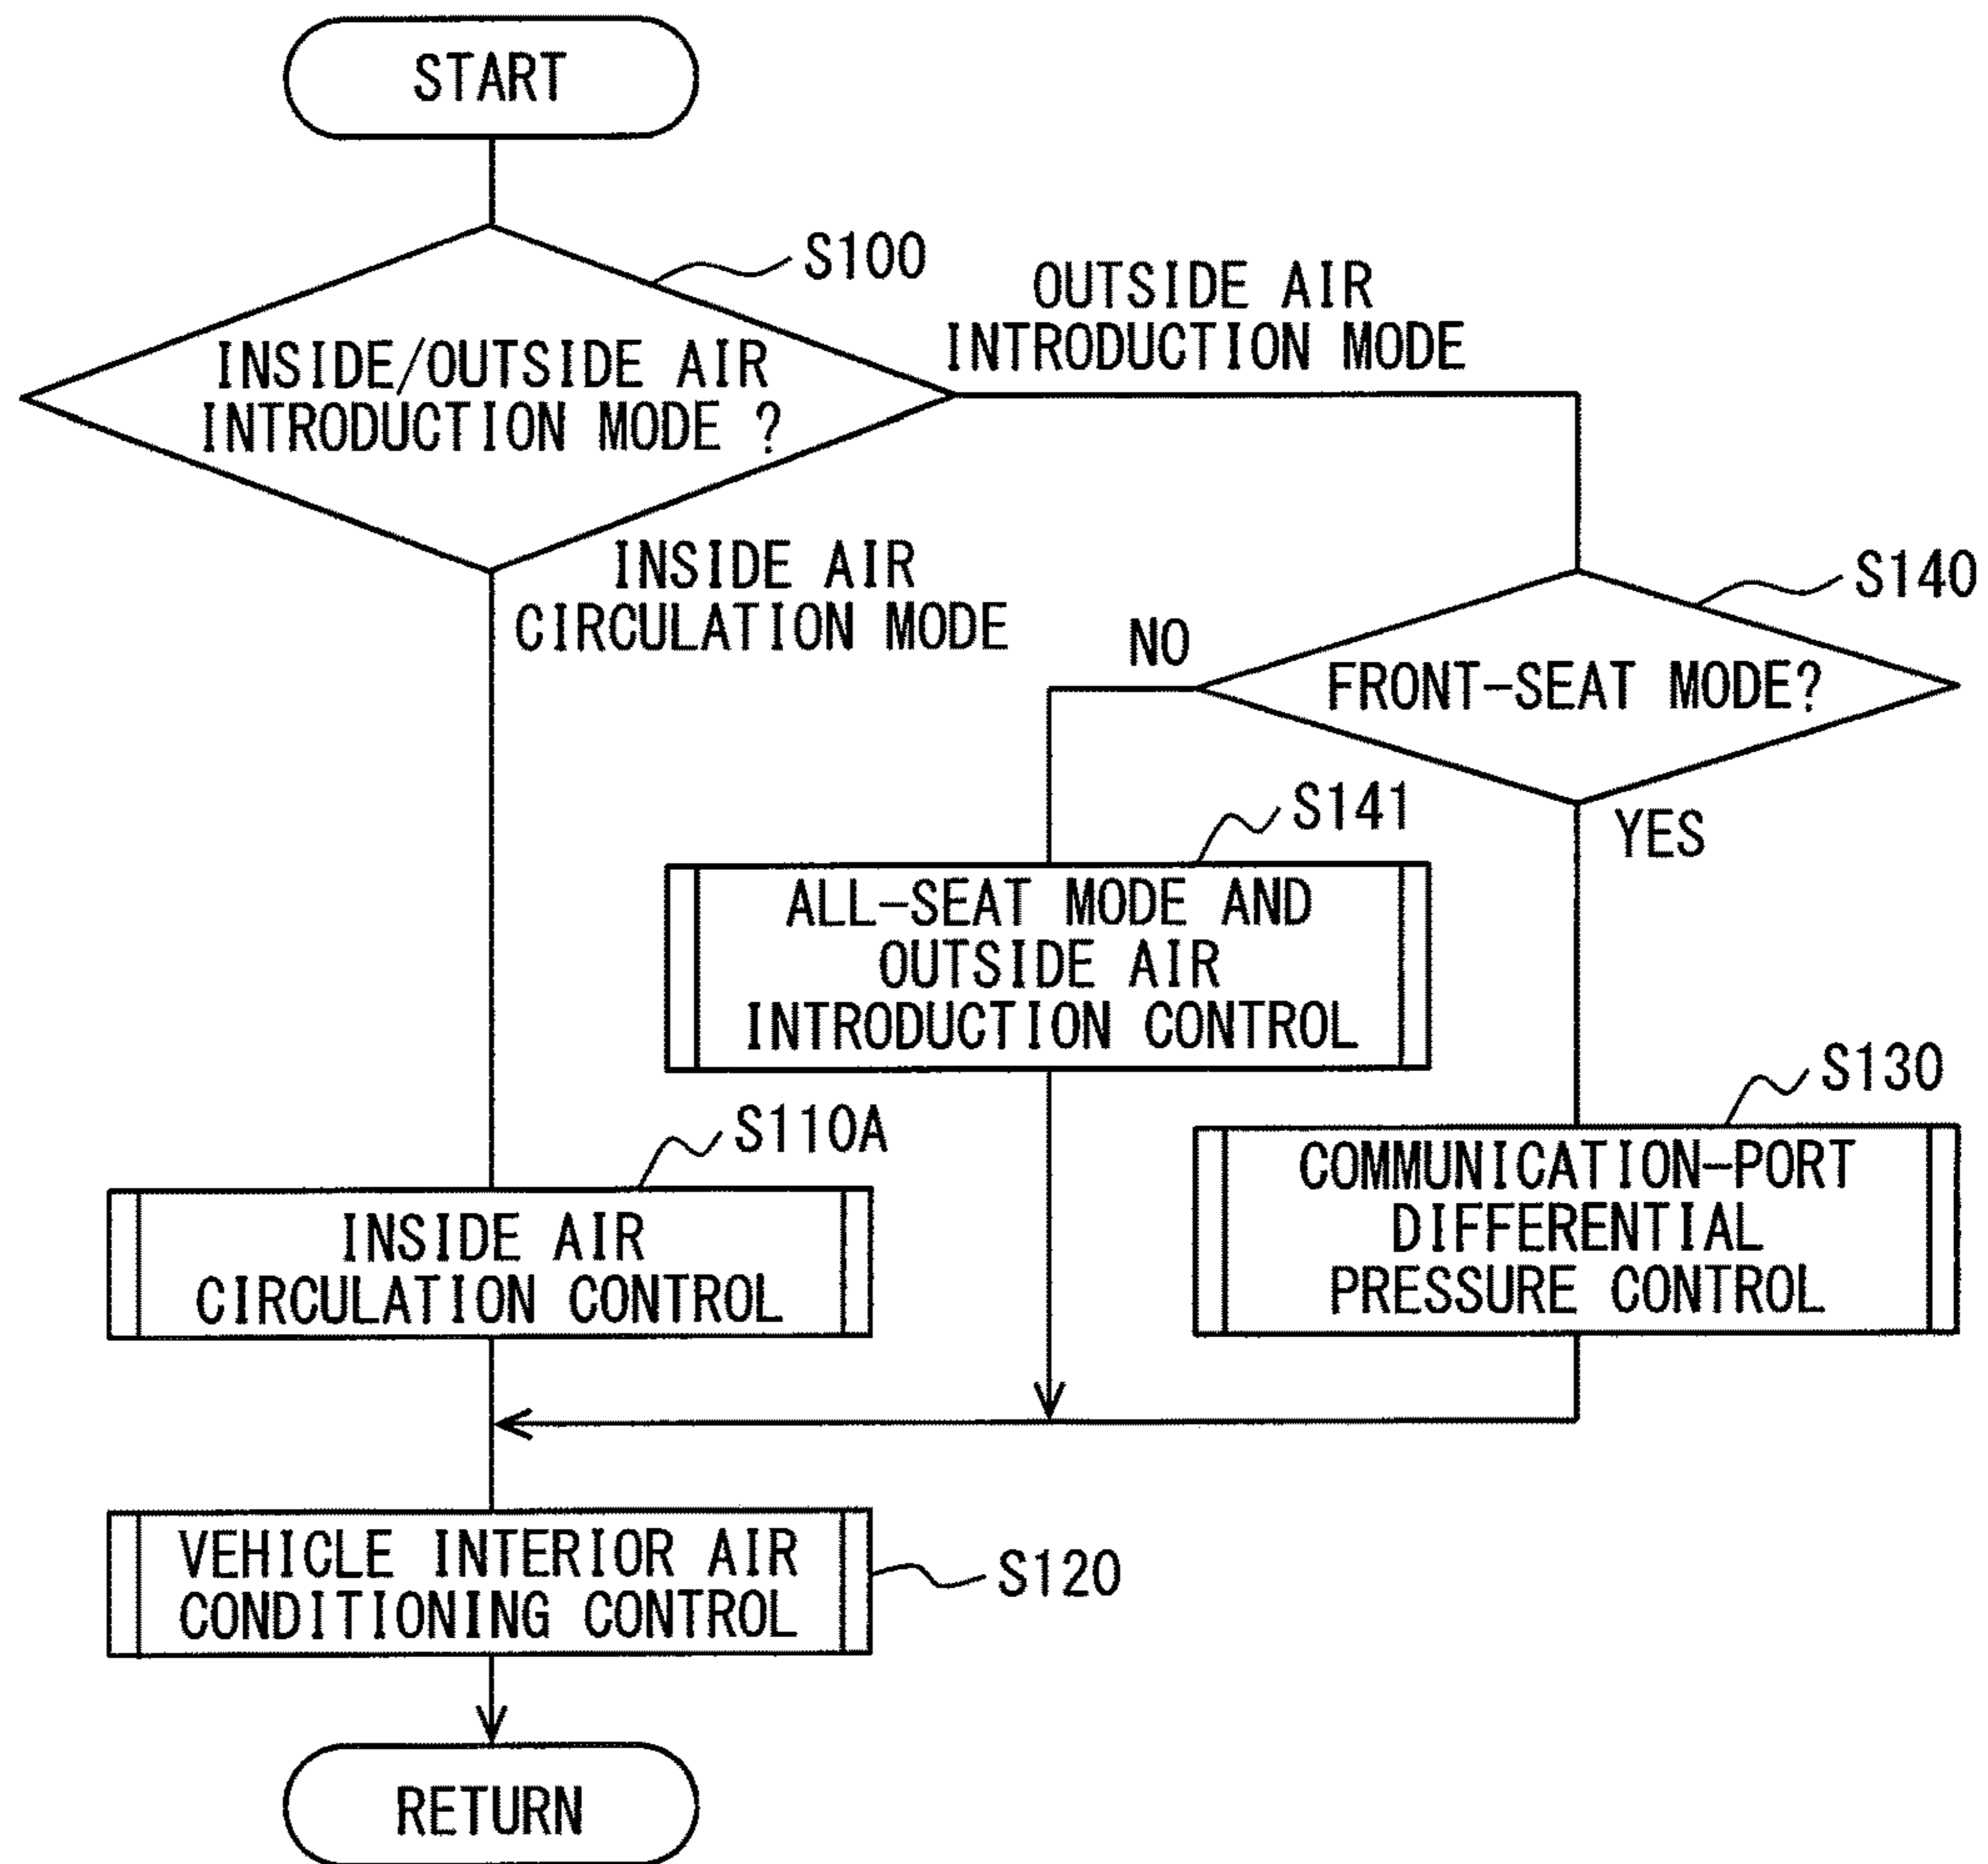 START
S100
INSIDE/OUTSIDE AIR
INTRODUCTION MODE ?
OUTSIDE AIR
INTRODUCTION MODE
INSIDE AIR
CIRCULATION MODE
S140
NO
FRONT-SEAT MODE?
YES
S141
ALL-SEAT MODE AND
OUTSIDE AIR
INTRODUCTION CONTROL
S130
COMMUNICATION-PORT
DIFFERENTIAL
PRESSURE CONTROL
S110A
INSIDE AIR
CIRCULATION CONTROL
VEHICLE INTERIOR AIR
CONDITIONING CONTROL
S120
RETURN